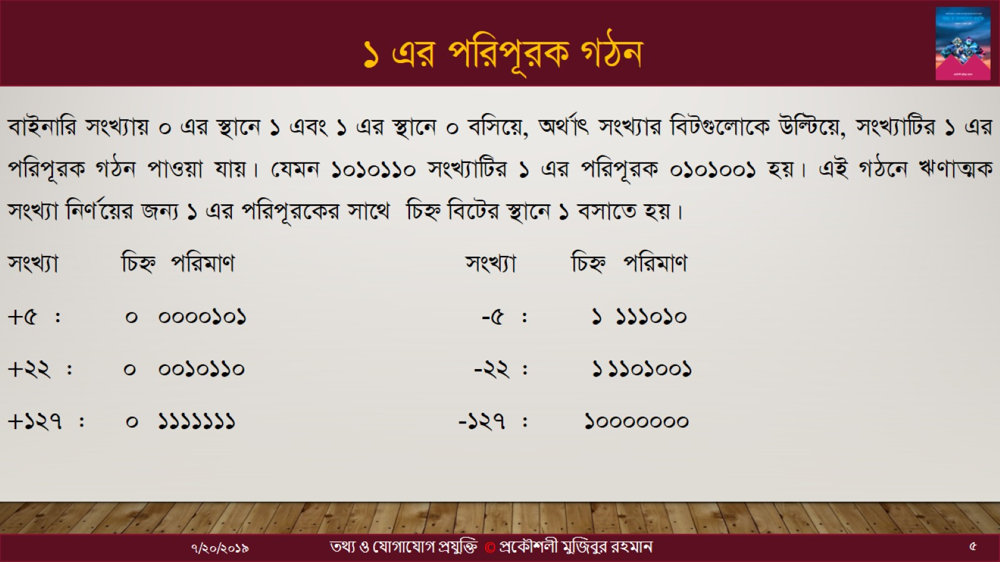 ১ এর পরিপূরক গঠন
তথ্য ও যোগাযোগ প্রযুক্তি
বাইনারি সংখ্যায় ০ এর স্থানে ১ এবং ১ এর স্থানে ০ বসিয়ে, অর্থাৎ সংখ্যার বিটগুলোকে উল্টিয়ে, সংখ্যাটির ১ এর
পরিপূরক গঠন পাওয়া যায়। যেমন ১০১০১১০ সংখ্যাটির ১ এর পরিপূরক ০১০১০০১ হয়। এই গঠনে ঋণাত্মক
সংখ্যা নির্ণয়ের জন্য ১ এর পরিপূরকের সাথে চিহ্ন বিটের স্থানে ১ বসাতে হয়।
সংখ্যা চিহ্ন পরিমাণ সংখ্যা চিহ্ন পরিমাণ
+৫ : ০ ০০০০১০১ -৫ : ১ ১১১০১০
+২২ : ০ ০০১০১১০ -২২ : ১ ১১০১০০১
+১২৭ : ০ ১১১১১১১ -১২৭ : ১০০০০০০০
৭/২০/২০১৯ তথ্য ও যোগাযোগ প্রযুক্তি © প্রকৌশলী মুজিবুর রহমান ৫